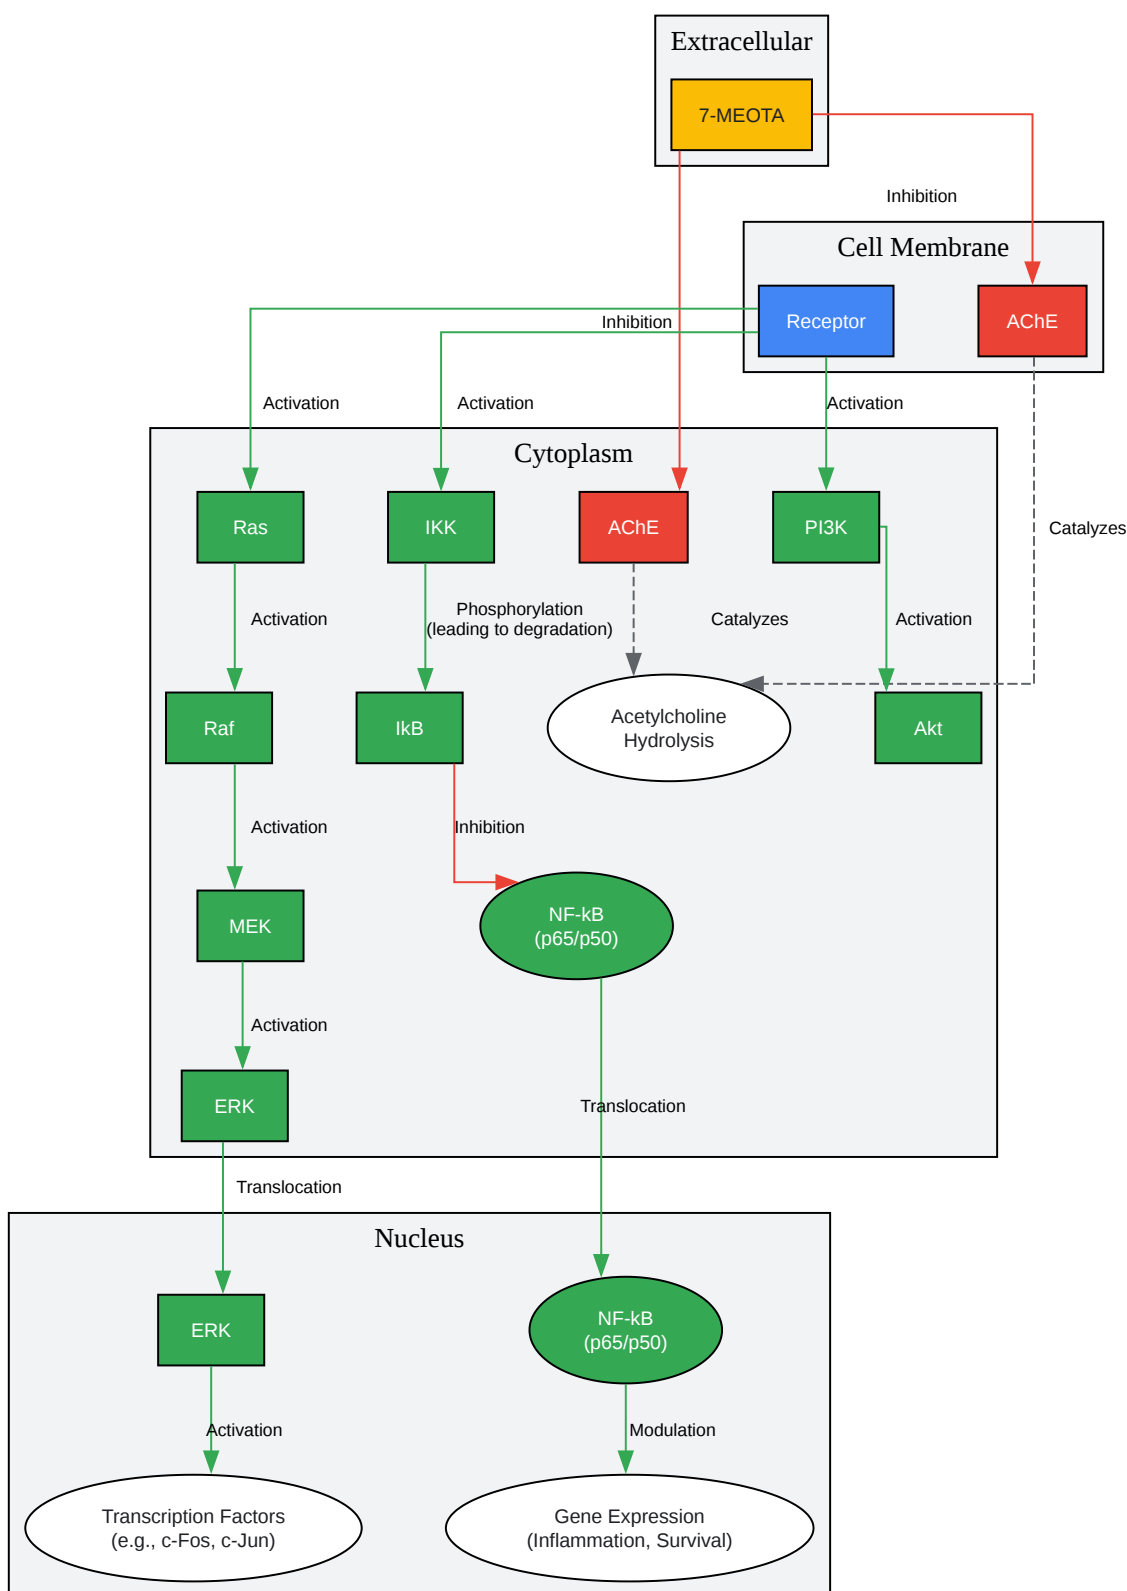 Extracellular
7-MEOTA
Inhibition
Cell Membrane
Receptor
AChE
Inhibition
Activation
Activation
Activation
Cytoplasm
Ras
IKK
AChE
PI3K
Catalyzes
Activation
Phosphorylation
(leading to degradation)
Catalyzes
Activation
Raf
IkB
Acetylcholine
Hydrolysis
Akt
Activation
Inhibition
MEK
NF-kB
(p65/p50)
Activation
ERK
Translocation
Translocation
Nucleus
ERK
NF-kB
(p65/p50)
Activation
Modulation
Transcription Factors
(e.g., c-Fos, c-Jun)
Gene Expression
(Inflammation, Survival)